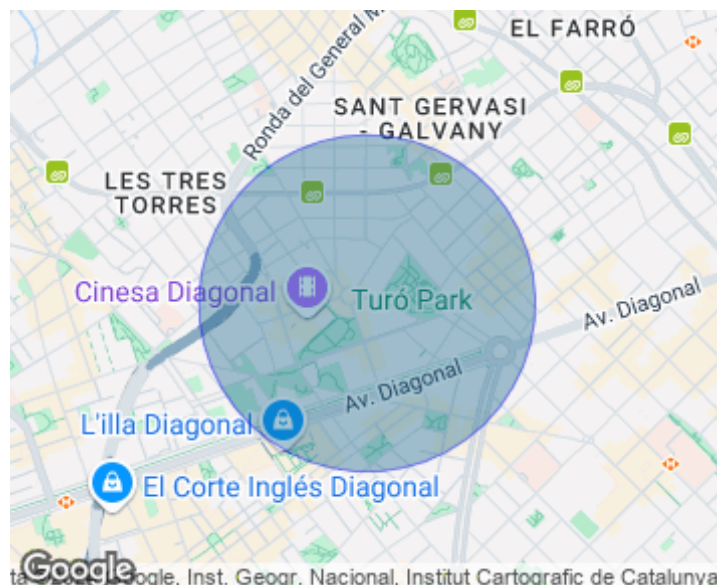 EL FARRÓ
Ronda del General M
SANT GERVASI
- GALVANY
LES TRES
TORRES
Cinesa Diagonal
Turó Park
Av. Diagonal
Av. Diagonal
L'illa Diagonal
El Corte Inglés Diagonal
Google
Google, Inst. Geogr. Nacional, Institut Cartografic de Catalunya